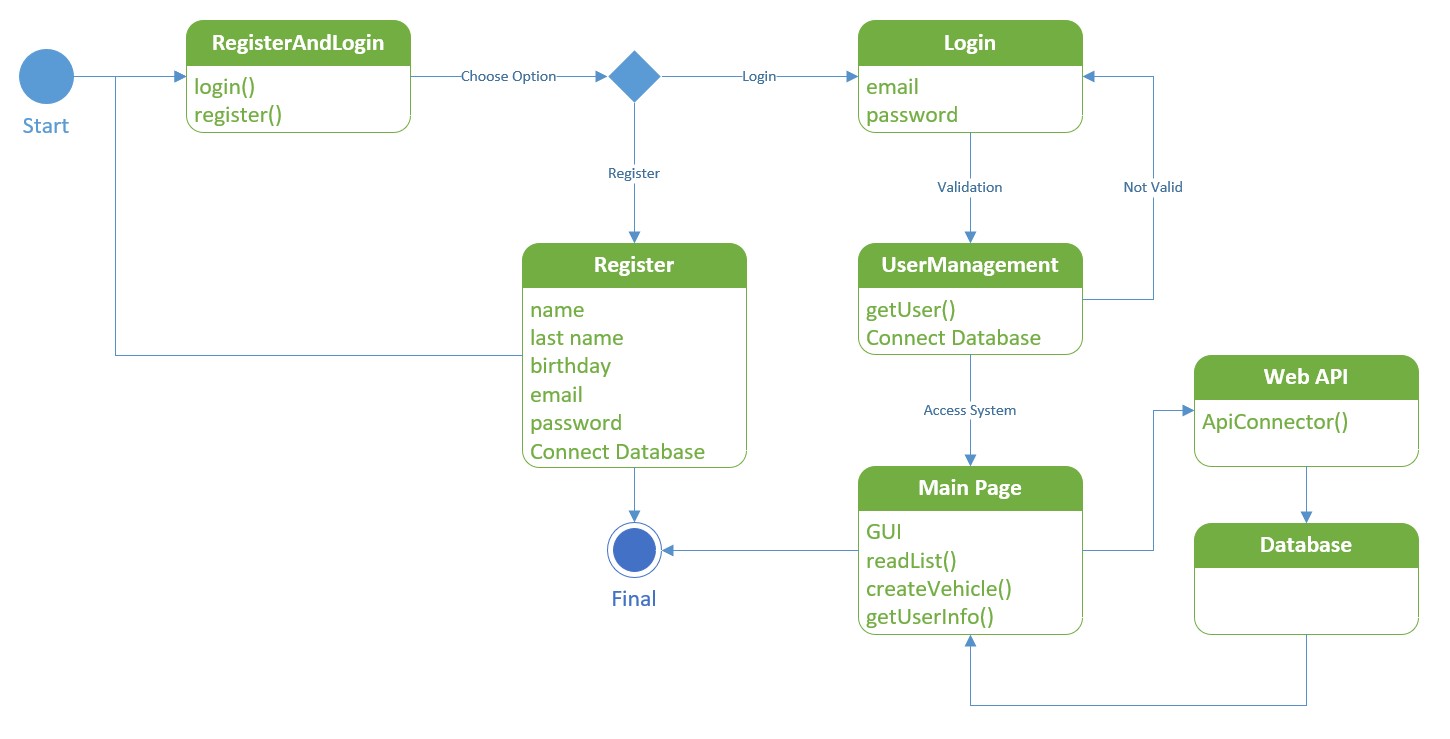 Start
RegisterAndLogin
login()
register()
Choose Option
Login
Login
email
password
Register
Validation
Not Valid
Register
name
last name
birthday
email
password
Connect Database
UserManagement
getUser()
Connect Database
Access System
Web API
ApiConnector()
Main Page
GUI
readList()
createVehicle()
getUserInfo()
Database
Final